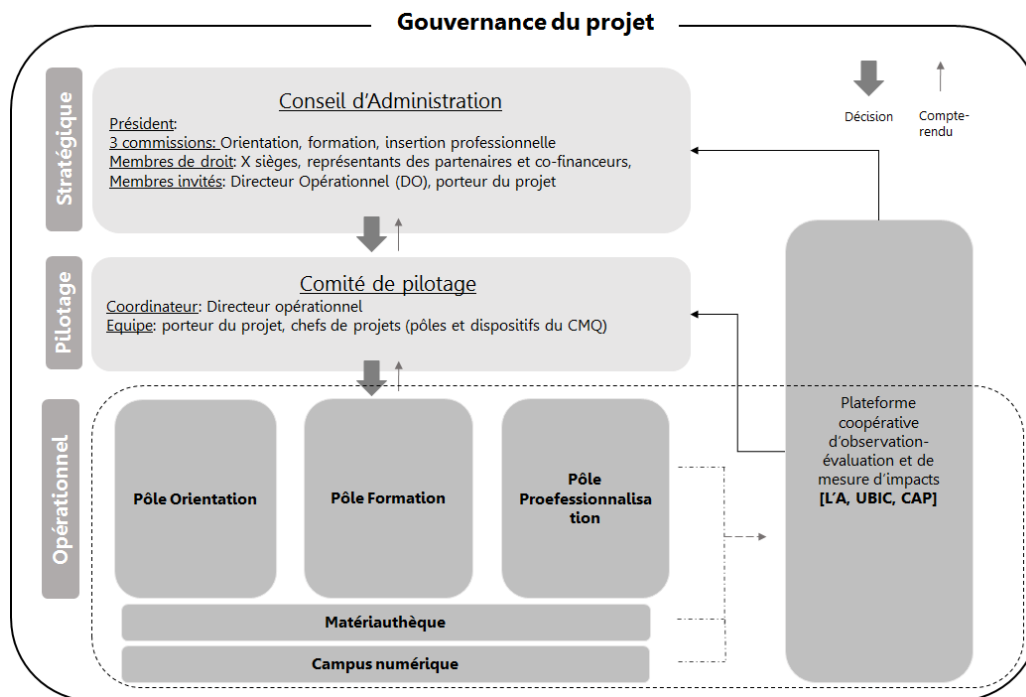 Gouvernance du projet
Stratégique
Conseil d'Administration
Président:
3 commissions: Orientation, formation, insertion professionnelle
Membres de droit: X sièges, représentants des partenaires et co-financeurs,
Membres invités: Directeur Opérationnel (DO), porteur du projet
Décision
Compte-
rendu
Pilotage
Comité de pilotage
Coordinateur: Directeur opérationnel
Equipe: porteur du projet, chefs de projets (pôles et dispositifs du CMQ)
Opérationnel
Pôle Orientation
Pôle Formation
Pôle
Proefessionnalisa
tion
Matériauthèque
Campus numérique
Plateforme
coopérative
d'observation-
évaluation et de
mesure d'impacts
[L'A, UBIC, CAP]